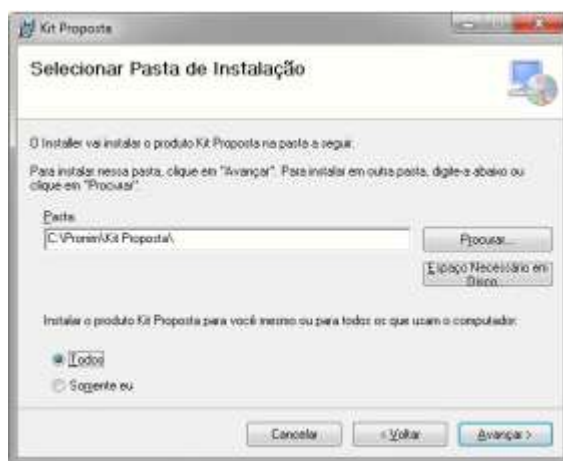 Kit Proposta
Selecionar Pasta de Instalação
O Installer vai instalar o produto Kit Proposta na pasta a seguir.
Para instalar nessa pasta, clique em "Avançar". Para instalar em outra pasta, digite-a abaixo ou
clique em "Procurar".
Pasta:
C:\Pronim\Kit Proposta\
Procurar...
Espaço Necessário em
Disco
Instalar o produto Kit Proposta para você mesmo ou para todos os que usam o computador:
Todos
Somente eu
Cancelar
< Voltar
Avançar >